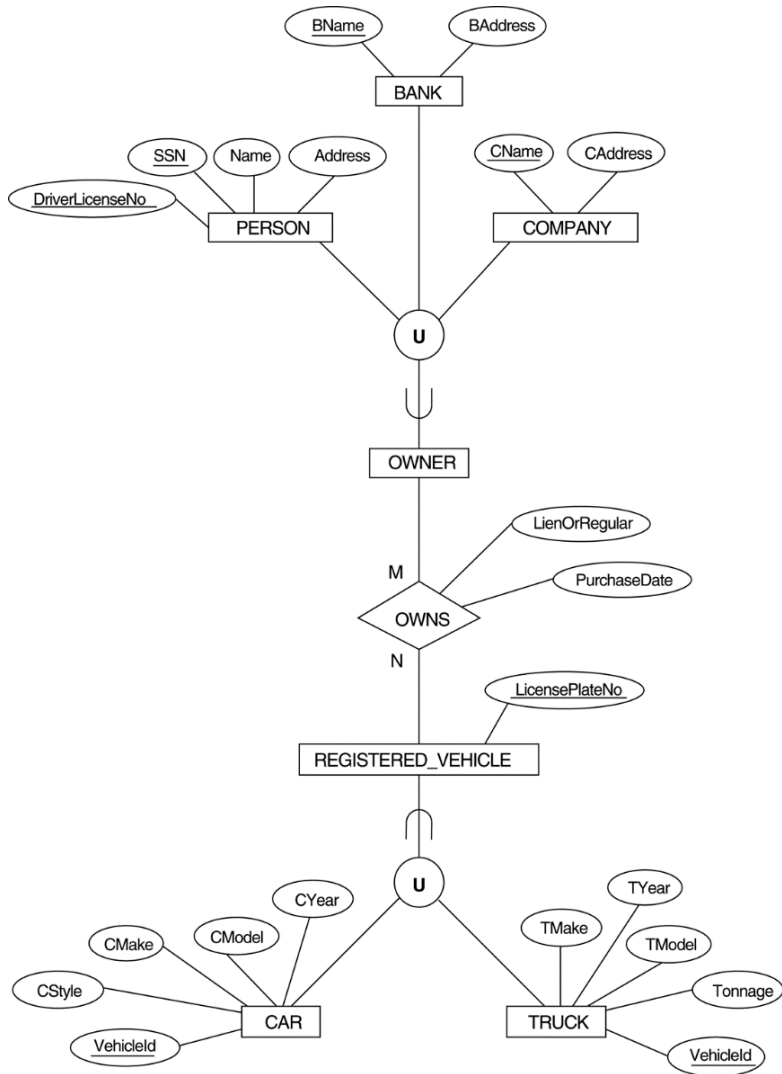 BName
BAddress
BANK
SSN
Name
Address
CName
CAddress
DriverLicenseNo
PERSON
COMPANY
U
OWNER
LienOrRegular
M
PurchaseDate
OWNS
N
LicensePlateNo
REGISTERED_VEHICLE
U
CYear
TYear
CModel
TMake
CMake
TModel
CStyle
Tonnage
CAR
TRUCK
VehicleId
VehicleId